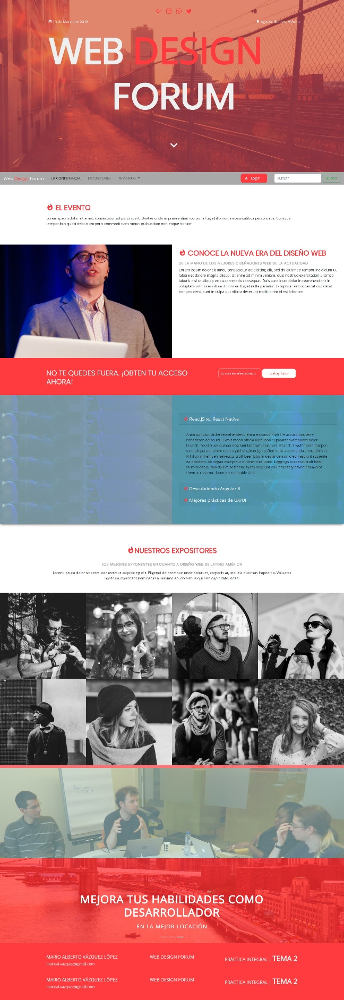 13 de Marzo de 2018
Aguascalientes, México
WEB DESIGN
FORUM
Web Design Forum
LA CONFERENCIA
EXPOSITORES
TEMARIOS
Login
Buscar
Buscar
EL EVENTO
Lorem ipsum dolor sit amet, consectetur adipisicing elit. Beatae unde in praesentium corporis fugiat illo non, necessitatibus perspiciatis. Cumque
temporibus quasi debitis corporis commodi nam minus quibusdam non eaque harum!
CONOCE LA NUEVA ERA DEL DISEÑO WEB
DE LA MANO DE LOS MEJORES DISEÑADORES WEB DE LA ACTUALIDAD
Lorem ipsum dolor sit amet, consectetur adipisicing elit, sed do eiusmod tempor incididunt ut
labore et dolore magna aliqua. Ut enim ad minim veniam, quis nostrud exercitation ullamco
laboris nisi ut aliquip ex ea commodo consequat. Duis aute irure dolor in reprehenderit in
voluptate velit esse cillum dolore eu fugiat nulla pariatur. Excepteur sint occaecat cupidatat
non proident, sunt in culpa qui officia deserunt mollit anim id est laborum.
NO TE QUEDES FUERA. ¡OBTEN TU ACCESO
AHORA!
tu correo electrónico
¡Estoy listo!
ReactJS vs. React Native
Anim pariatur cliche reprehenderit, enim eiusmod high life accusamus terry
richardson ad squid. 3 wolf moon officia aute, non cupidatat skateboard dolor
brunch. Food truck quinoa nesciunt laborum eiusmod. Brunch 3 wolf moon tempor,
sunt aliqua put a bird on it squid single-origin coffee nulla assumenda shoreditch et.
Nihil anim keffiyeh helvetica, craft beer labore wes anderson cred nesciunt sapiente
ea proident. Ad vegan excepteur butcher vice lomo. Leggings occaecat craft beer
farm-to-table, raw denim aesthetic synth nesciunt you probably haven't heard of
them accusamus labore sustainable VHS.
Descubriendo Angular 5
Mejores prácticas de UX/UI
NUESTROS EXPOSITORES
LOS MEJORES EXPONENTES EN CUANTO A DISEÑO WEB DE LATINO AMÉRICA
Lorem ipsum dolor sit amet, consectetur adipisicing elit. Eligendi doloremque unde dolorum, corporis at, mollitia ducimus impedit a. Voluptas
nostrum exercitationem natus a maxime ab, doloribus qui non cupiditate. Vitae!
MEJORA TUS HABILIDADES COMO
DESARROLLADOR
EN LA MEJOR LOCACIÓN
MARIO ALBERTO VÁZQUEZ LÓPEZ
marioal.vazquez@gmail.com
WEB DESIGN FORUM
PRÁCTICA INTEGRAL | TEMA 2
MARIO ALBERTO VÁZQUEZ LÓPEZ
marioal.vazquez@gmail.com
WEB DESIGN FORUM
PRÁCTICA INTEGRAL | TEMA 2